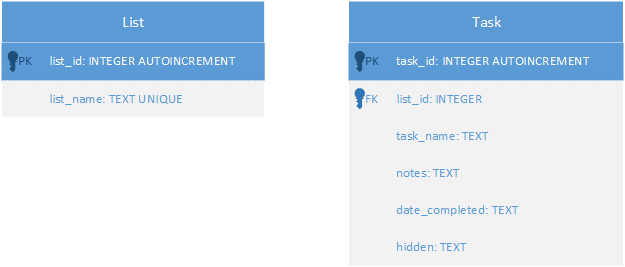 List
PK list_id: INTEGER AUTOINCREMENT
list_name: TEXT UNIQUE
Task
PK task_id: INTEGER AUTOINCREMENT
FK list_id: INTEGER
task_name: TEXT
notes: TEXT
date_completed: TEXT
hidden: TEXT